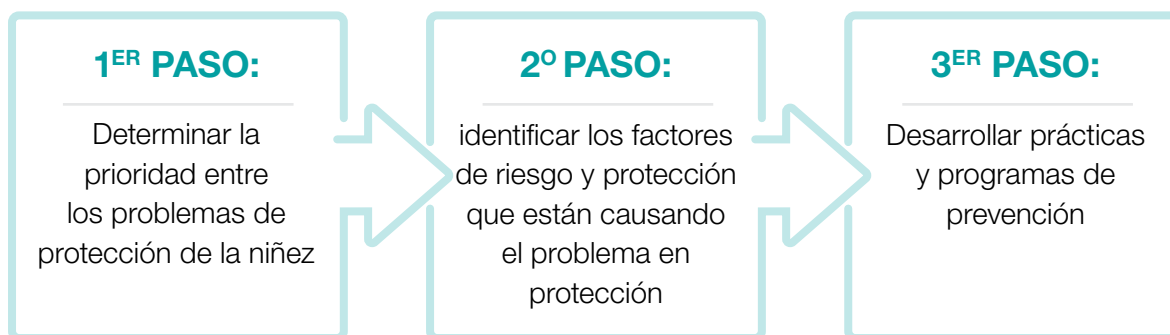 1ER PASO:
Determinar la
prioridad entre
los problemas de
protección de la niñez
2O PASO:
identificar los factores
de riesgo y protección
que están causando
el problema en
protección
3ER PASO:
Desarrollar prácticas
y programas de
prevención